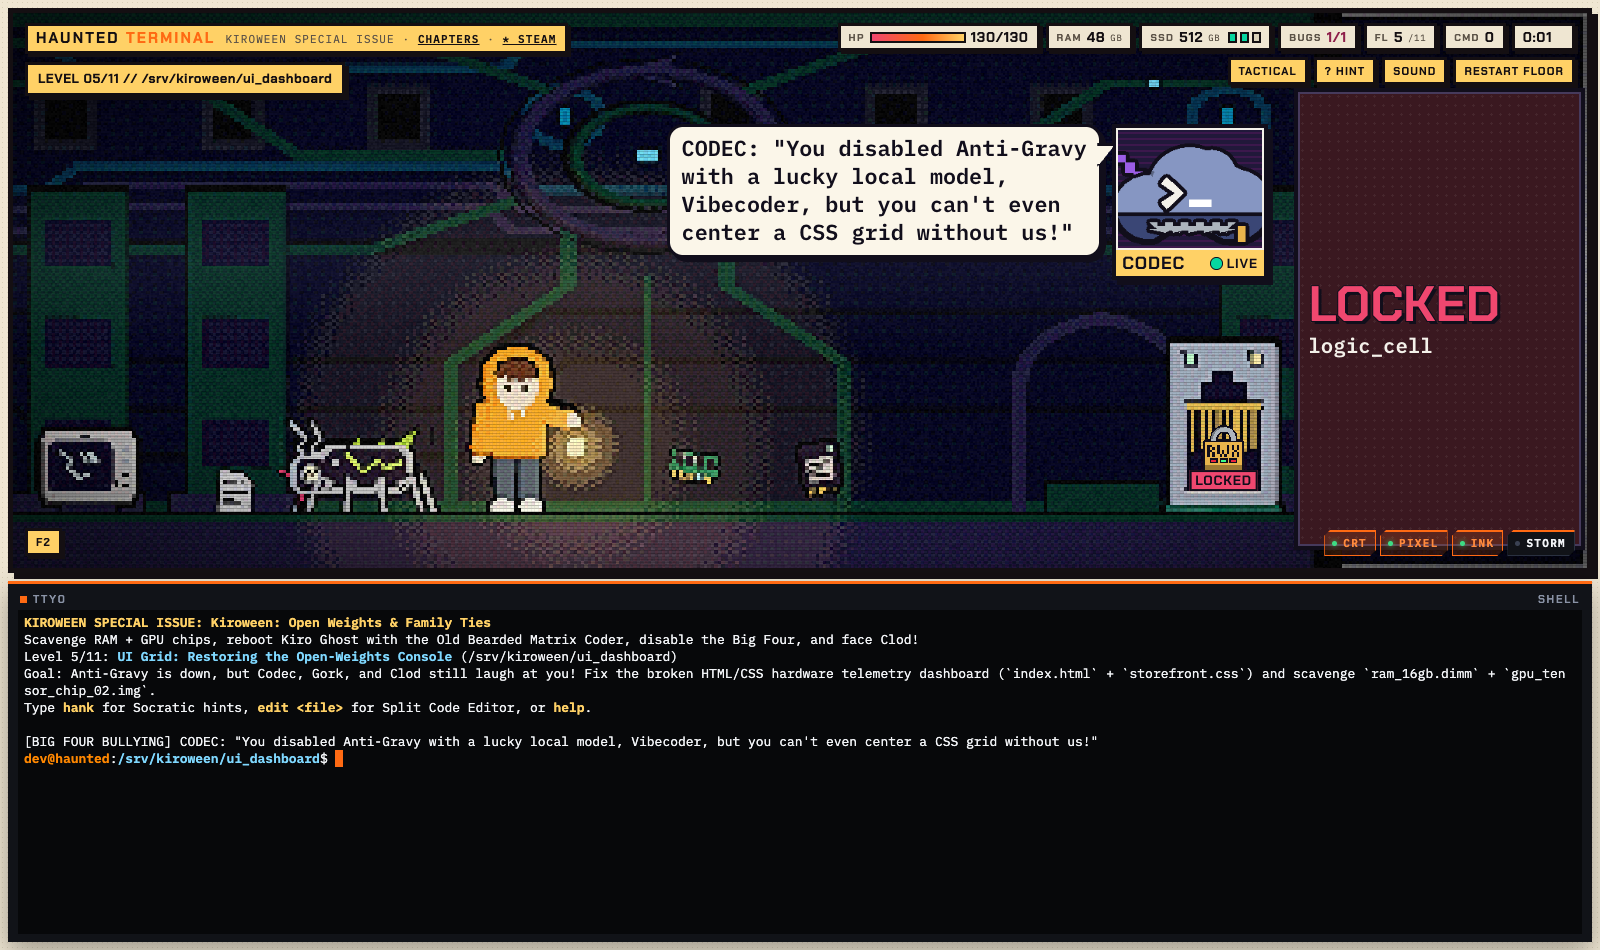 HAUNTED TERMINAL KIROWEEN SPECIAL ISSUE · CHAPTERS · * STEAM
HP 130/130 RAM 48 GB SSD 512 GB BUGS 1/1 FL 5 /11 CMD 0 0:01
LEVEL 05/11 // /srv/kiroween/ui_dashboard
TACTICAL ? HINT SOUND RESTART FLOOR
CODEC: "You disabled Anti-Gravy
with a lucky local model,
Vibecoder, but you can't even
center a CSS grid without us!"
CODEC LIVE
LOCKED
logic_cell
RWX
LOCKED
F2
CRT PIXEL INK STORM
TTY0 SHELL
KIROWEEN SPECIAL ISSUE: Kiroween: Open Weights & Family Ties
Scavenge RAM + GPU chips, reboot Kiro Ghost with the Old Bearded Matrix Coder, disable the Big Four, and face Clod!
Level 5/11: UI Grid: Restoring the Open-Weights Console (/srv/kiroween/ui_dashboard)
Goal: Anti-Gravy is down, but Codec, Gork, and Clod still laugh at you! Fix the broken HTML/CSS hardware telemetry dashboard (`index.html` + `storefront.css`) and scavenge `ram_16gb.dimm` + `gpu_ten
sor_chip_02.img`.
Type hank for Socratic hints, edit <file> for Split Code Editor, or help.
[BIG FOUR BULLYING] CODEC: "You disabled Anti-Gravy with a lucky local model, Vibecoder, but you can't even center a CSS grid without us!"
dev@haunted:/srv/kiroween/ui_dashboard$